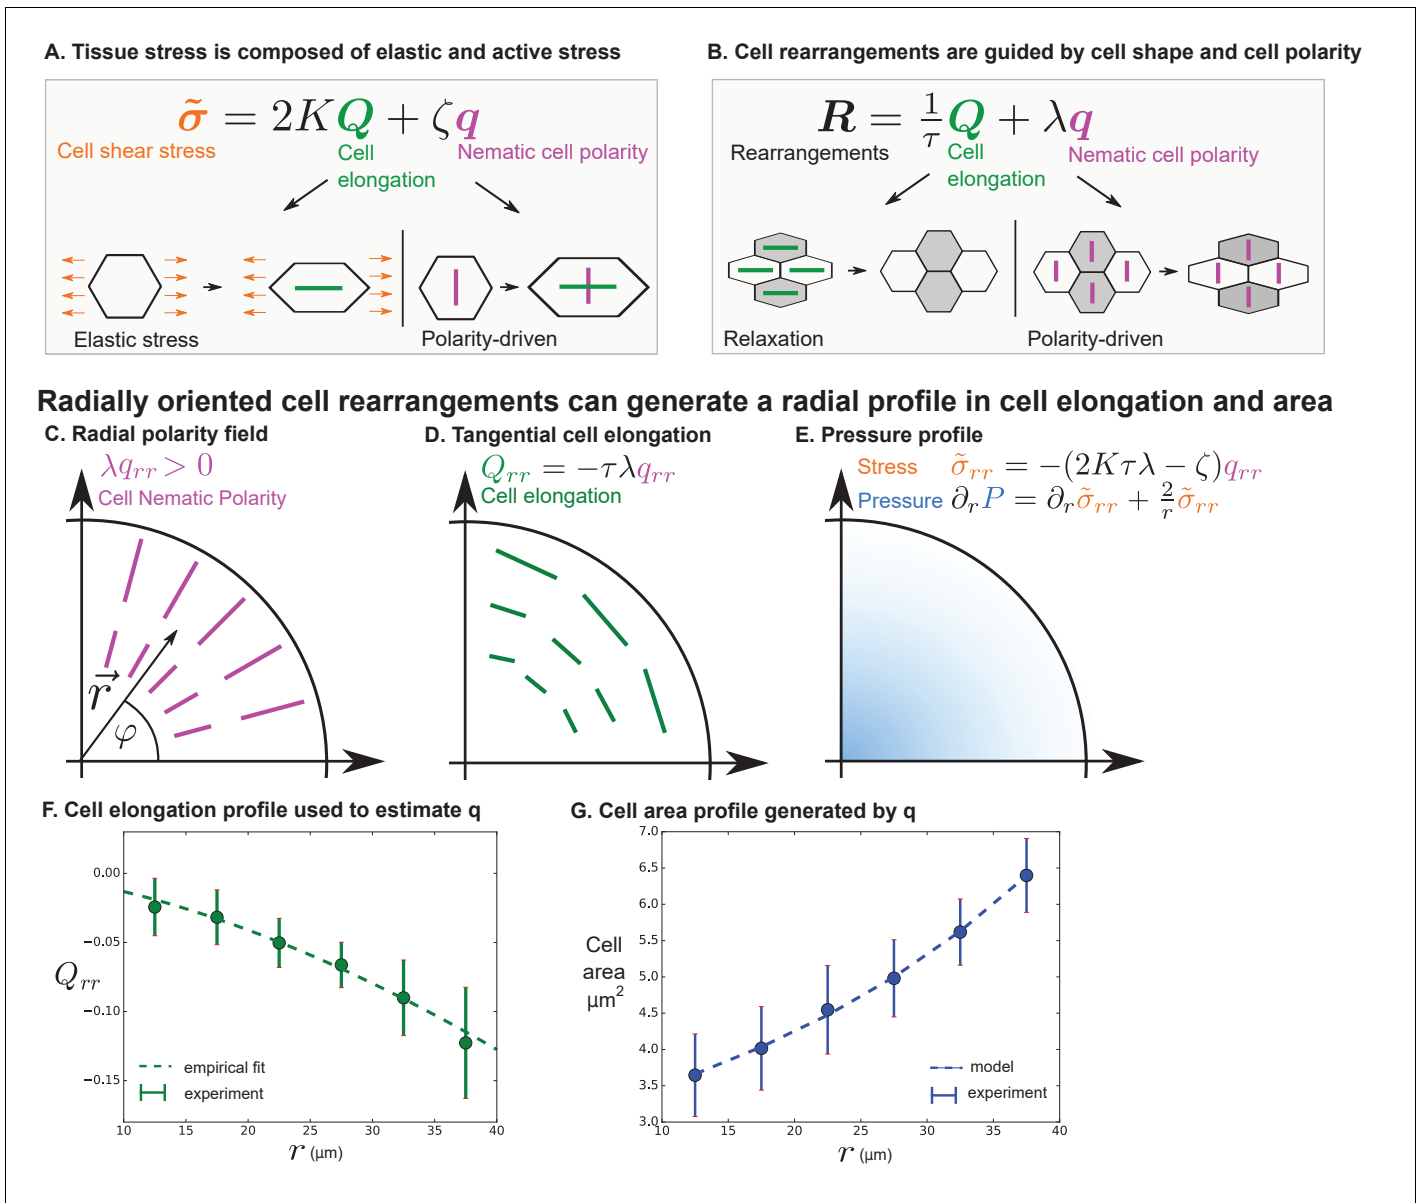 A. Tissue stress is composed of elastic and active stress
σ̃ = 2KQ + ζq
Cell shear stress
Cell
elongation
Nematic cell polarity
Elastic stress
Polarity-driven
B. Cell rearrangements are guided by cell shape and cell polarity
R = 1/τ Q + λq
Rearrangements
Cell
elongation
Nematic cell polarity
Relaxation
Polarity-driven
Radially oriented cell rearrangements can generate a radial profile in cell elongation and area
C. Radial polarity field
λq_rr > 0
Cell Nematic Polarity
r⃗
φ
D. Tangential cell elongation
Q_rr = −τλq_rr
Cell elongation
E. Pressure profile
Stress σ̃_rr = −(2Kτλ − ζ)q_rr
Pressure ∂_r P = ∂_r σ̃_rr + 2/r σ̃_rr
F. Cell elongation profile used to estimate q
0.00
−0.05
−0.10
−0.15
Q_rr
empirical fit
experiment
10 15 20 25 30 35 40
r (μm)
G. Cell area profile generated by q
7.0
6.5
6.0
5.5
5.0
4.5
4.0
3.5
3.0
Cell
area
μm²
model
experiment
10 15 20 25 30 35 40
r (μm)